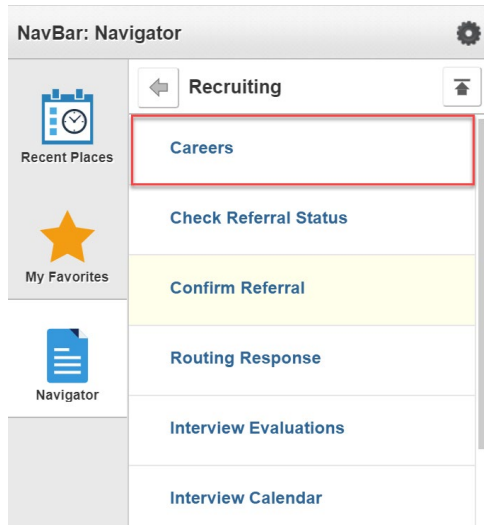 NavBar: Navigator
Recruiting
Recent Places
My Favorites
Navigator
Careers
Check Referral Status
Confirm Referral
Routing Response
Interview Evaluations
Interview Calendar